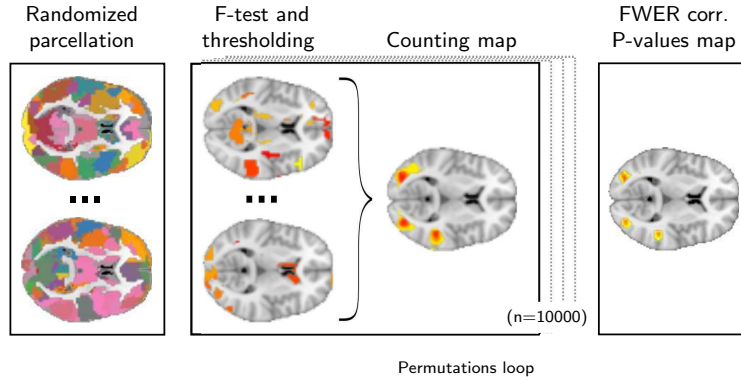 Randomized
parcellation
F-test and
thresholding
Counting map
FWER corr.
P-values map
(n=10000)
Permutations loop